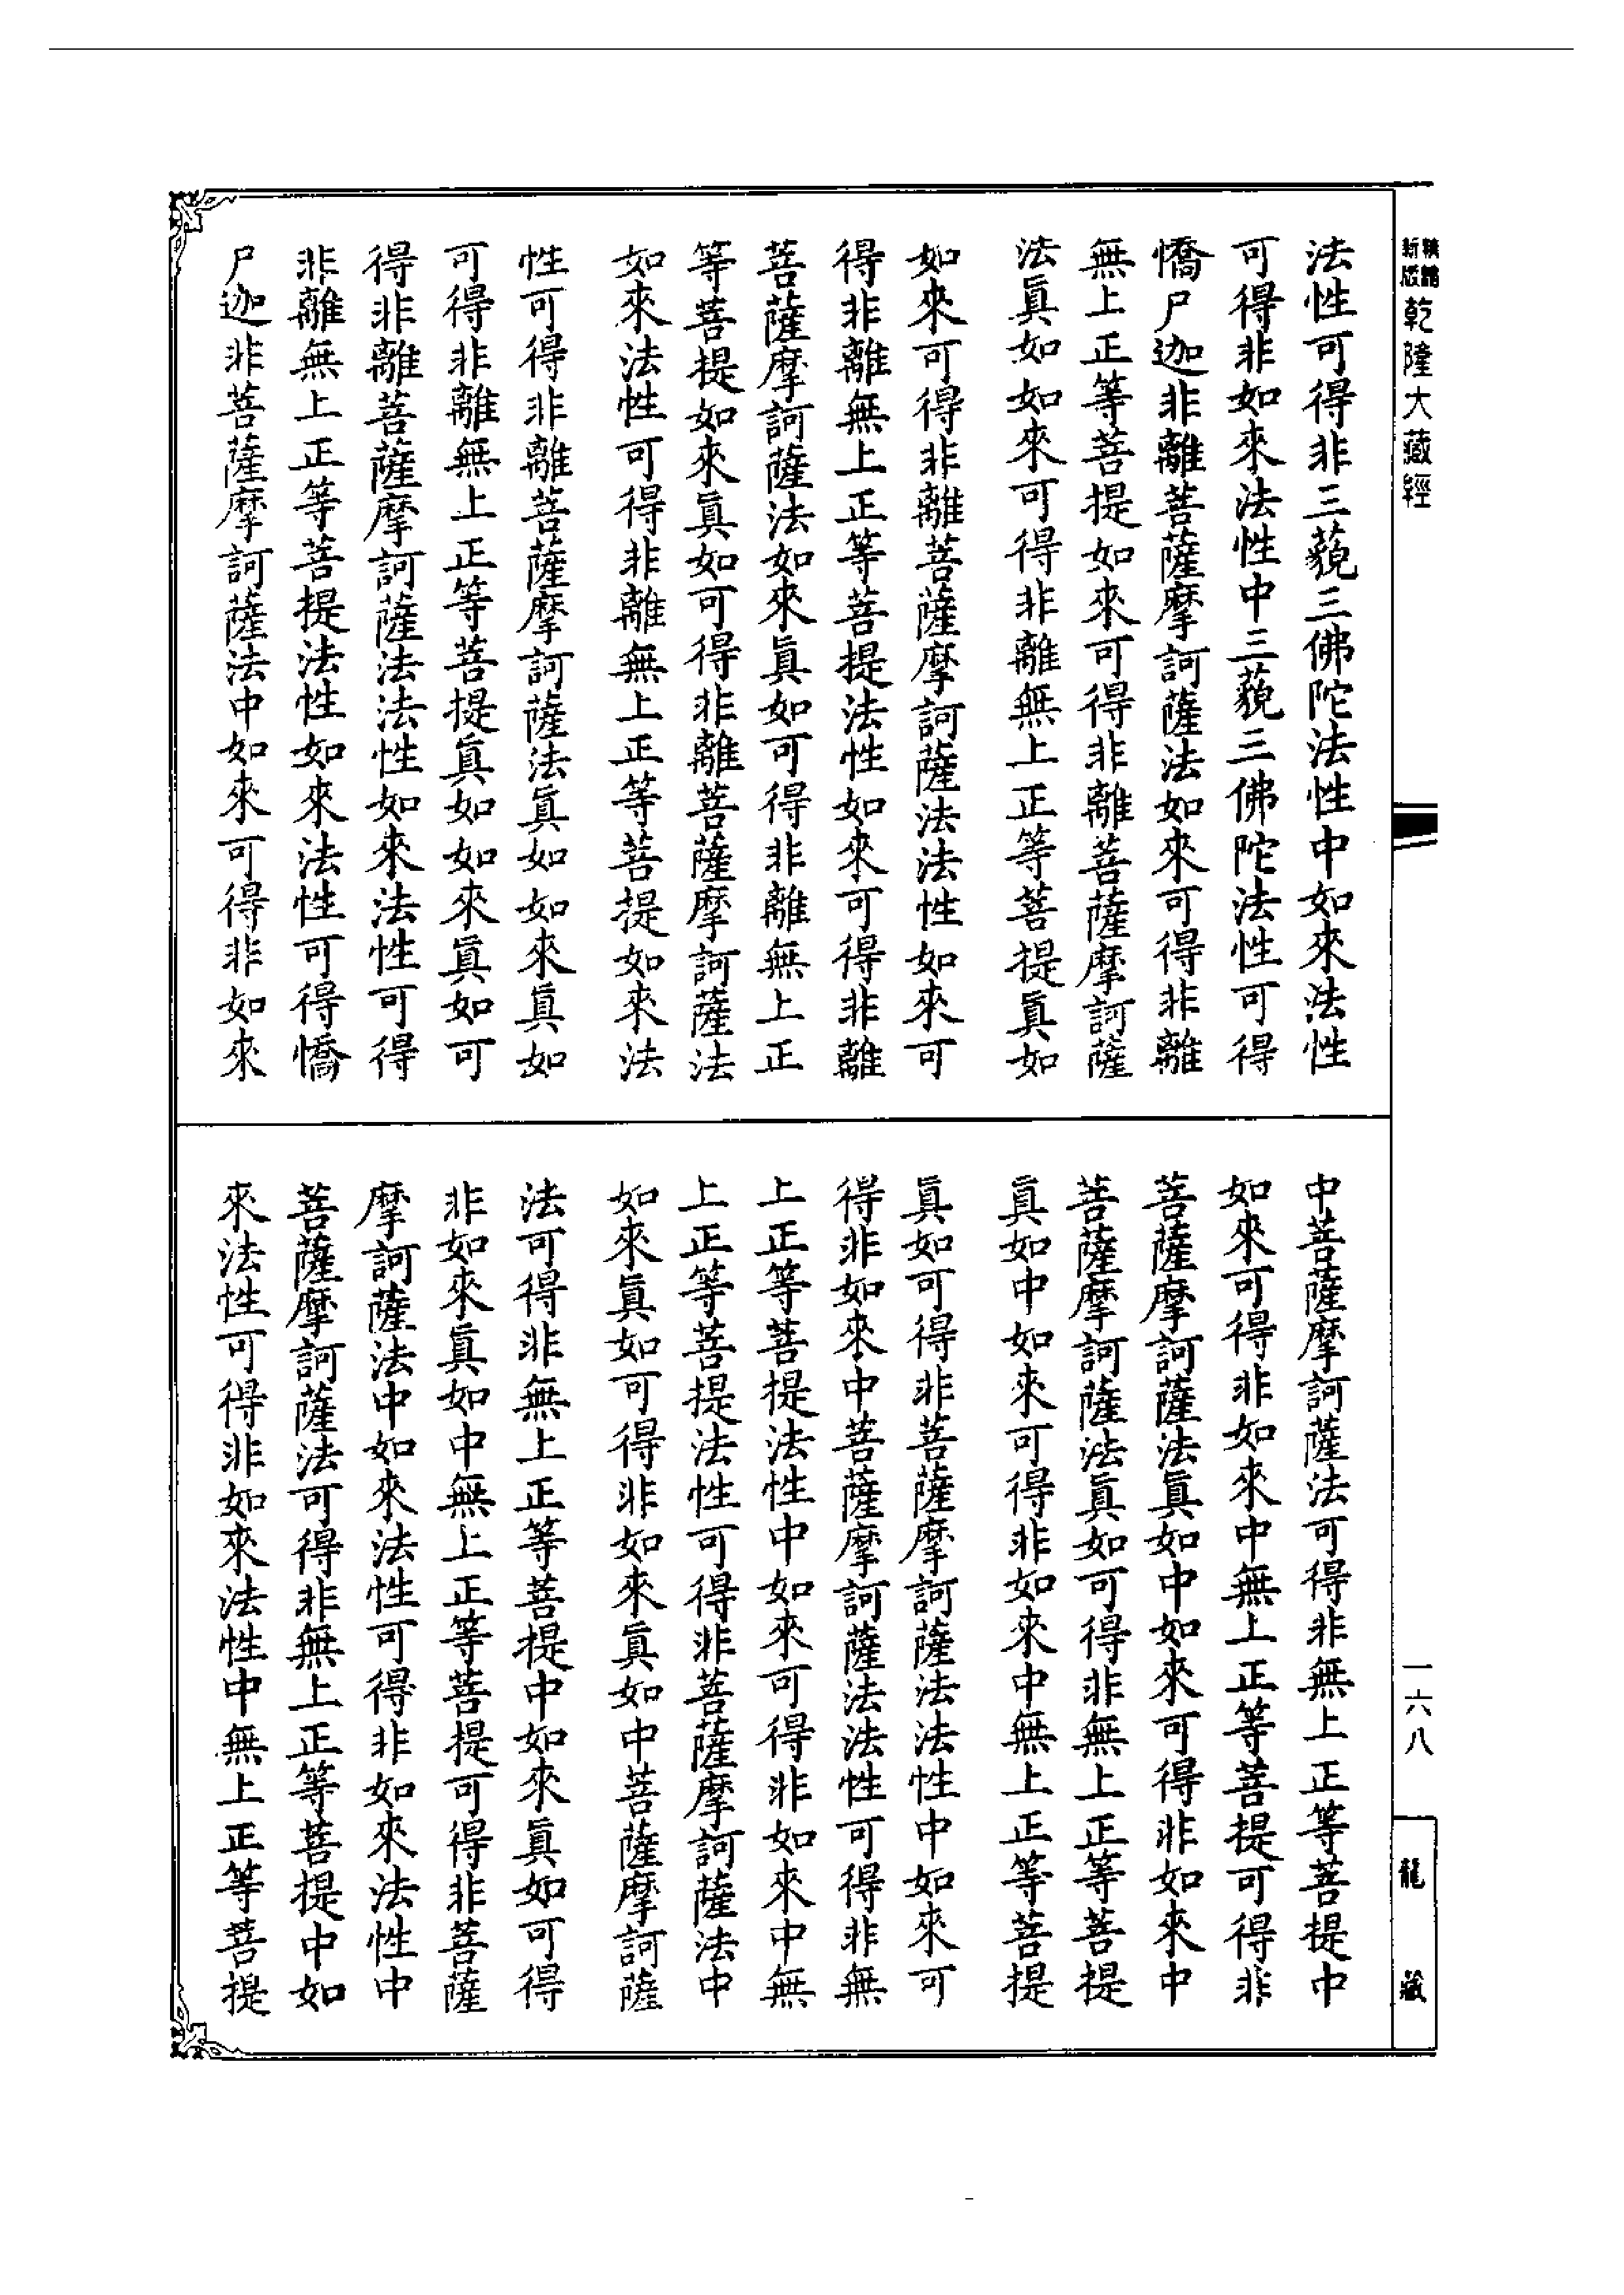 新版 精縮 乾隆大藏經
一六八
龍藏
法性可得非三藐三佛陀法性中如來法性
可得非如來法性中三藐三佛陀法性可得
憍尸迦非離菩薩摩訶薩法如來可得非離
無上正等菩提如來可得非離菩薩摩訶薩
法眞如如來可得非離無上正等菩提眞如
如來可得非離菩薩摩訶薩法法性如來可
得非離無上正等菩提法性如來可得非離
菩薩摩訶薩法如來眞如可得非離無上正
等菩提如來眞如可得非離菩薩摩訶薩法
如來法性可得非離無上正等菩提如來法
性可得非離菩薩摩訶薩法眞如如來眞如
可得非離無上正等菩提眞如如來眞如可
得非離菩薩摩訶薩法法性如來法性可得
非離無上正等菩提法性如來法性可得憍
尸迦非菩薩摩訶薩法中如來可得非如來
中菩薩摩訶薩法可得非無上正等菩提中
如來可得非如來中無上正等菩提可得非
菩薩摩訶薩法眞如中如來可得非如來中
菩薩摩訶薩法眞如可得非無上正等菩提
眞如中如來可得非如來中無上正等菩提
眞如可得非菩薩摩訶薩法法性中如來可
得非如來中菩薩摩訶薩法法性可得非無
上正等菩提法性中如來可得非如來中無
上正等菩提法性可得非菩薩摩訶薩法中
如來眞如可得非如來眞如中菩薩摩訶薩
法可得非無上正等菩提中如來眞如可得
非如來眞如中無上正等菩提可得非菩薩
摩訶薩法中如來法性可得非如來法性中
菩薩摩訶薩法可得非無上正等菩提中如
來法性可得非如來法性中無上正等菩提